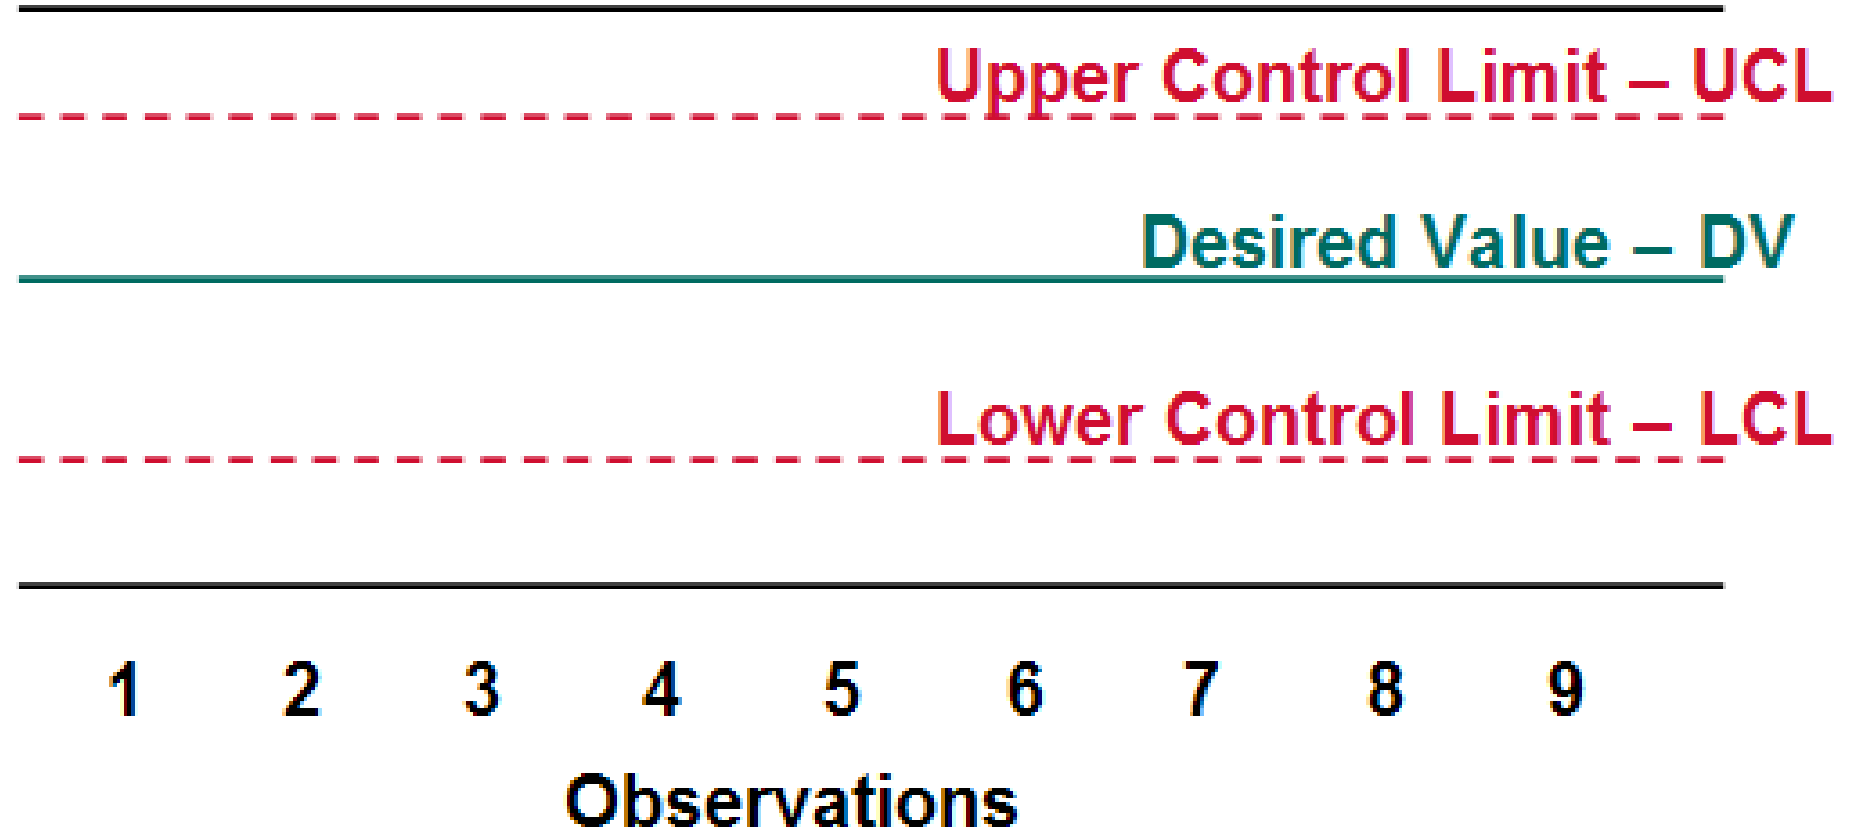 Upper Control Limit – UCL
Desired Value – DV
Lower Control Limit – LCL
1 2 3 4 5 6 7 8 9
Observations